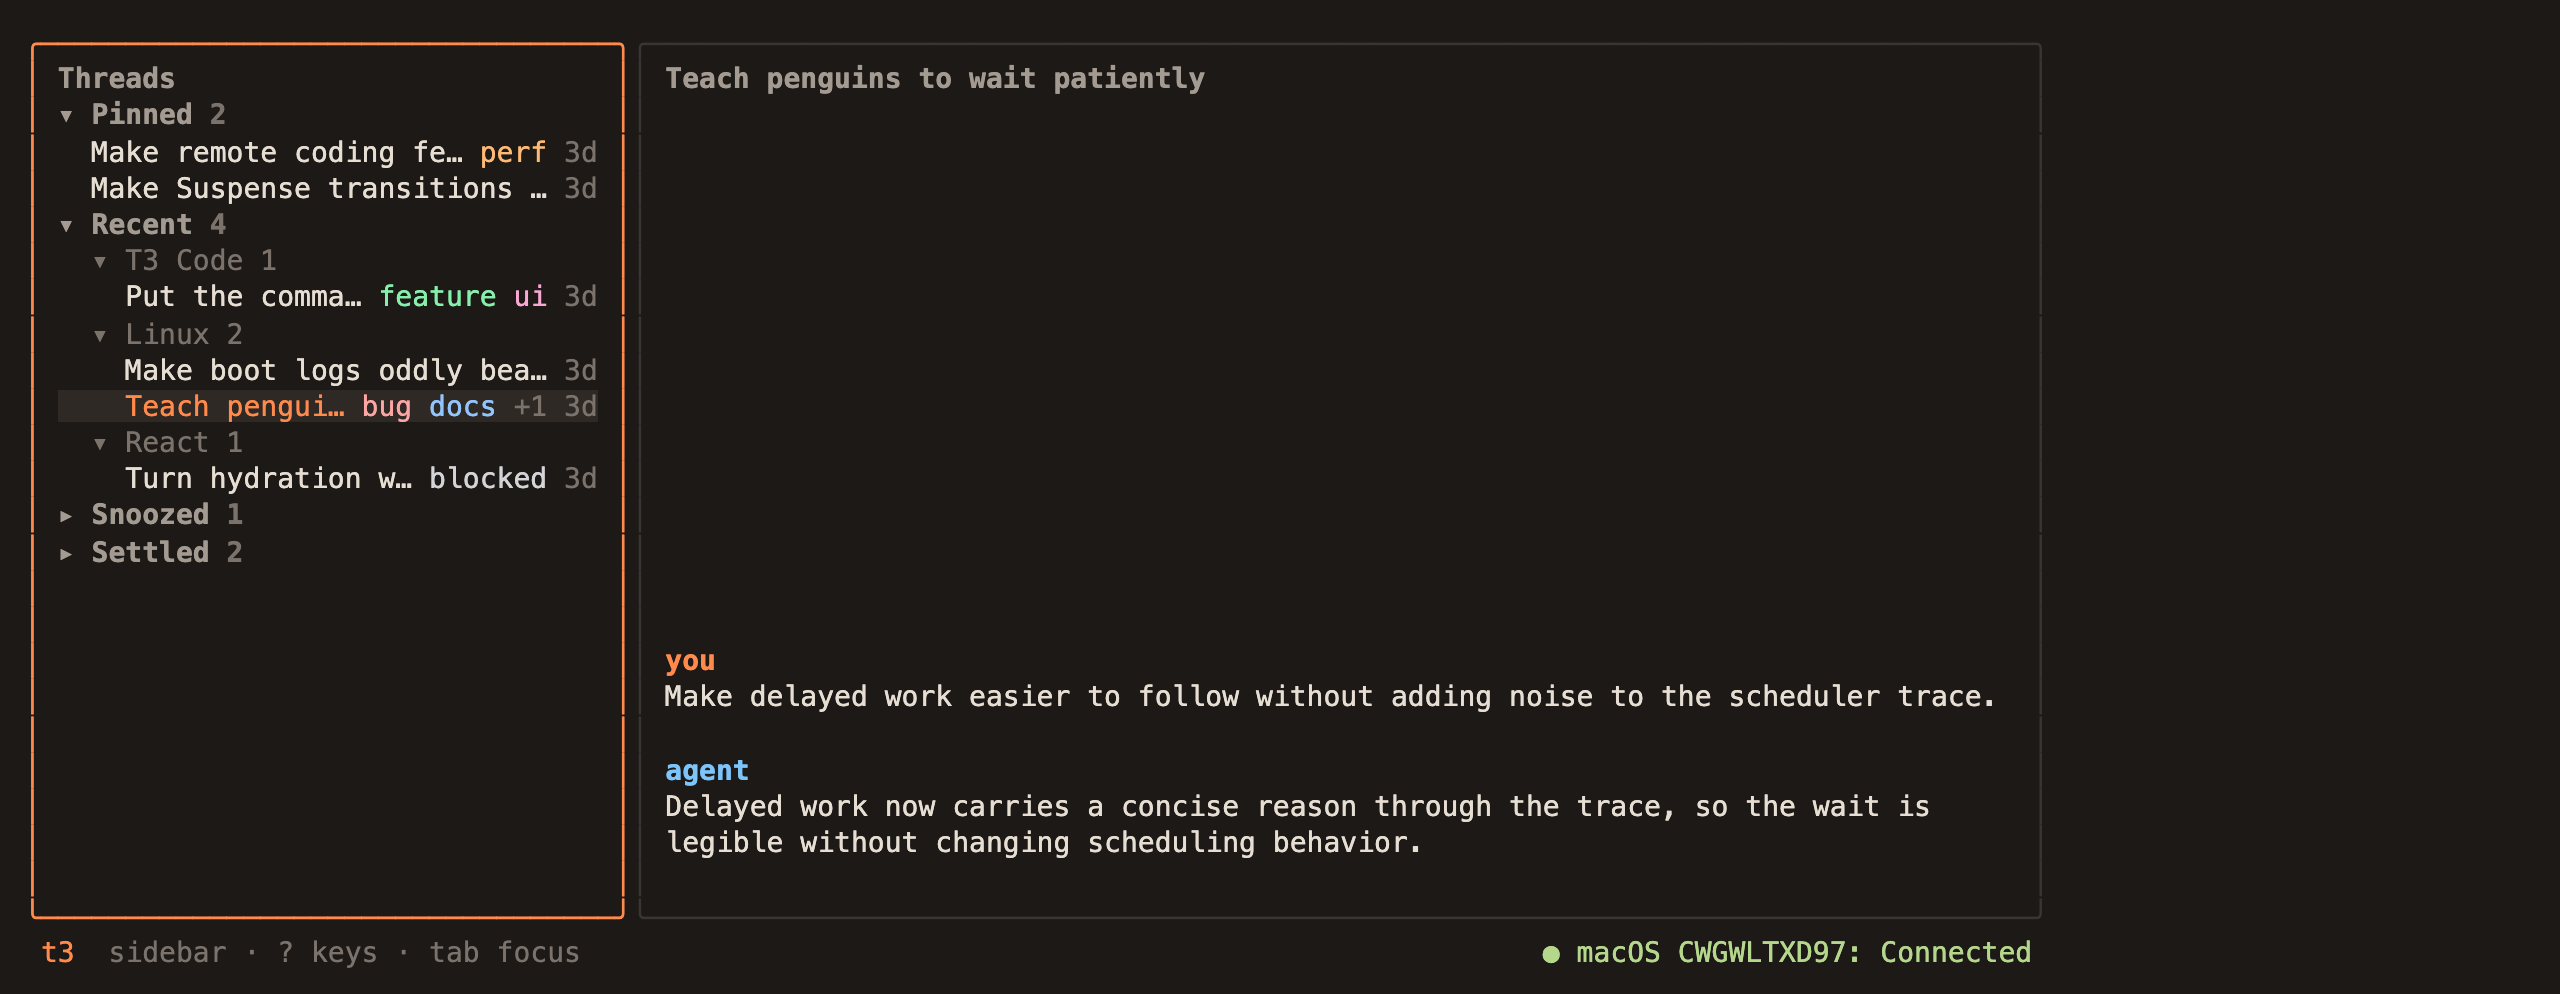 Threads
▾ Pinned 2
Make remote coding fe… perf 3d
Make Suspense transitions … 3d
▾ Recent 4
▾ T3 Code 1
Put the comma… feature ui 3d
▾ Linux 2
Make boot logs oddly bea… 3d
Teach pengui… bug docs +1 3d
▾ React 1
Turn hydration w… blocked 3d
▸ Snoozed 1
▸ Settled 2
Teach penguins to wait patiently
you
Make delayed work easier to follow without adding noise to the scheduler trace.
agent
Delayed work now carries a concise reason through the trace, so the wait is
legible without changing scheduling behavior.
t3 sidebar · ? keys · tab focus
● macOS CWGWLTXD97: Connected